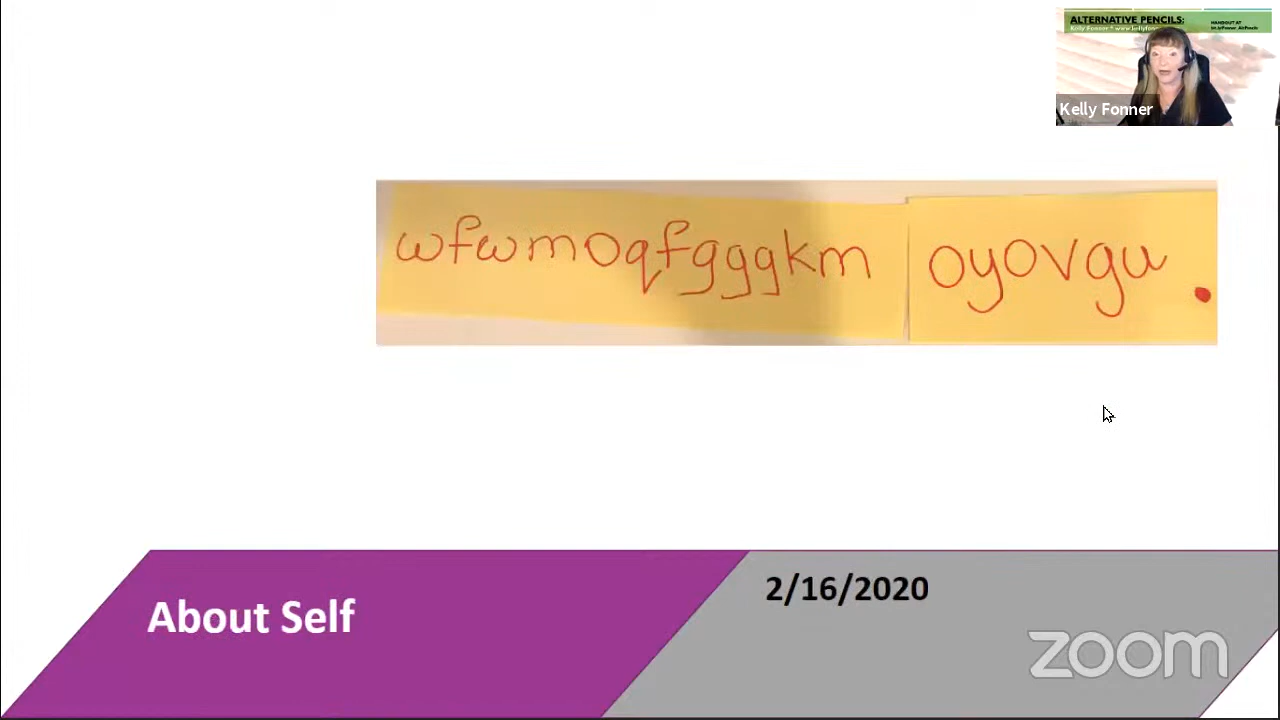 ALTERNATIVE PENCILS:
Kelly Fonner
wfwmoqfgggkm oyovgu.
About Self
2/16/2020
zoom